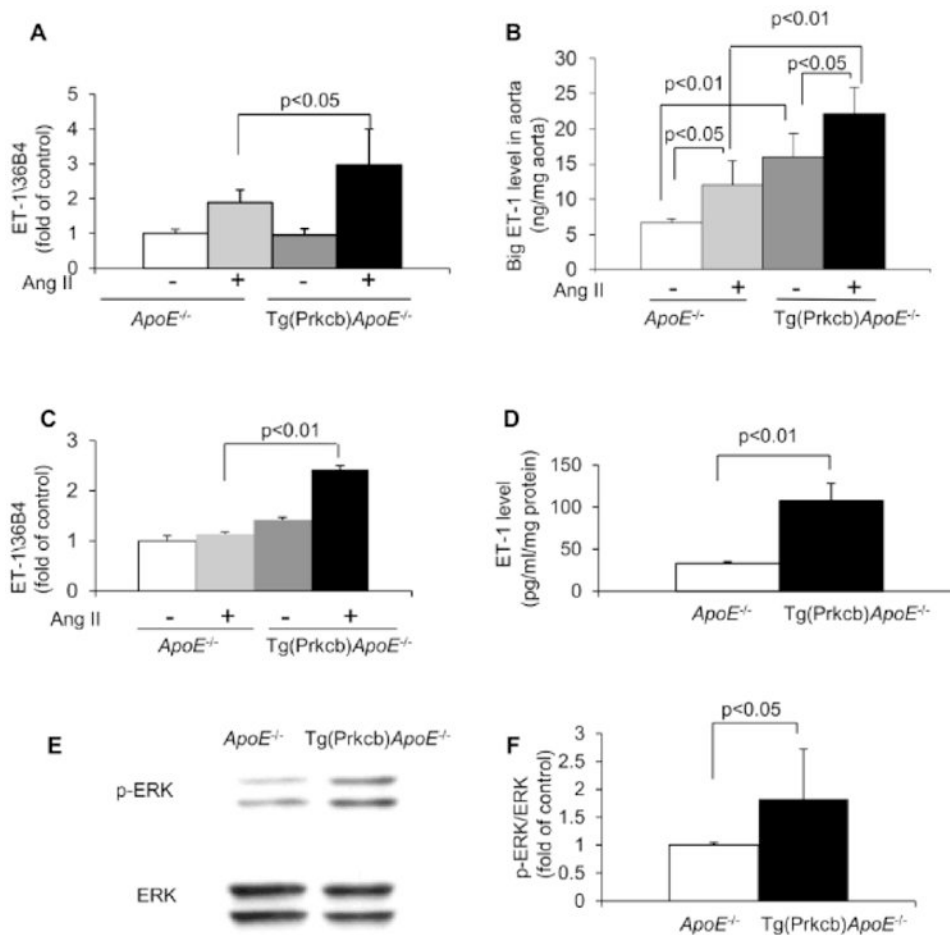 A
p<0.05
ET-1\36B4
(fold of control)
5
4
3
2
1
0
Ang II - + - +
ApoE-/- Tg(Prkcb)ApoE-/-
B
p<0.01
p<0.05
p<0.01
p<0.05
Big ET-1 level in aorta
(ng/mg aorta)
30
25
20
15
10
5
0
Ang II - + - +
ApoE-/- Tg(Prkcb)ApoE-/-
C
p<0.01
ET-1\36B4
(fold of control)
3
2
1
0
Ang II - + - +
ApoE-/- Tg(Prkcb)ApoE-/-
D
p<0.01
ET-1 level
(pg/ml/mg protein)
150
100
50
0
ApoE-/- Tg(Prkcb)ApoE-/-
E
ApoE-/- Tg(Prkcb)ApoE-/-
p-ERK
ERK
F
p<0.05
p-ERK/ERK
(fold of control)
3
2.5
2
1.5
1
0.5
0
ApoE-/- Tg(Prkcb)ApoE-/-